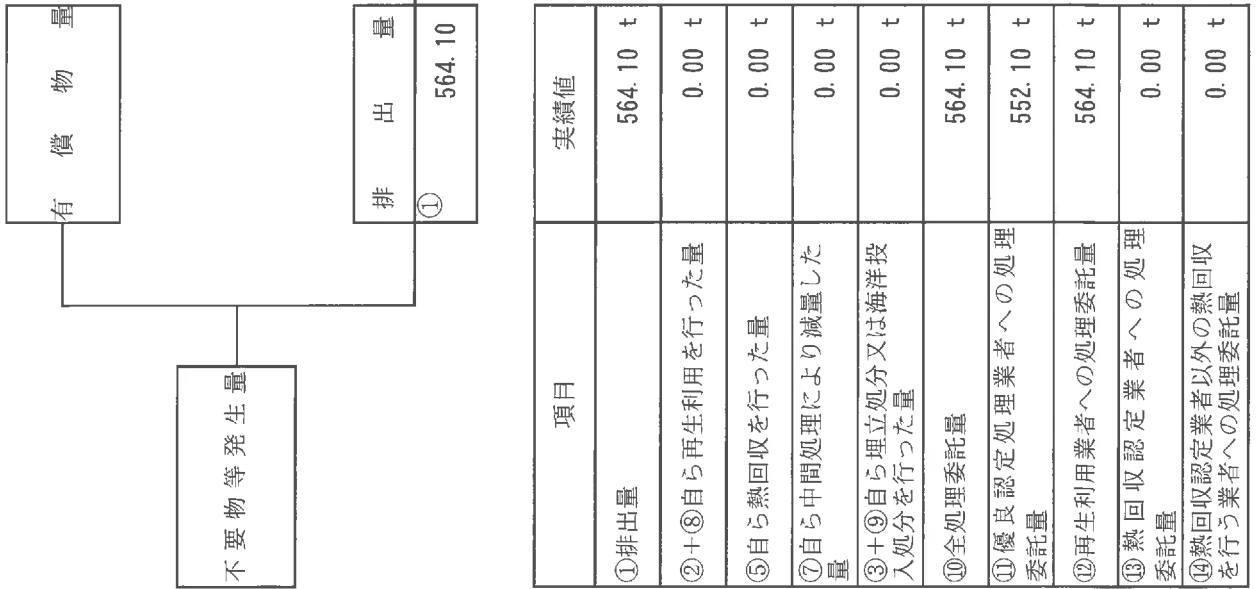 有償物量
不要物等発生量
排出量
①
564.10
項目
実績値
①排出量
564.10 t
②+⑧自ら再生利用を行った量
0.00 t
⑤自ら熱回収を行った量
0.00 t
⑦自ら中間処理により減量した
量
0.00 t
③+⑨自ら埋立処分又は海洋投
入処分を行った量
0.00 t
⑩全処理委託量
564.10 t
⑪優良認定処理業者への処理
委託量
552.10 t
⑫再生利用業者への処理委託量
564.10 t
⑬熱回収認定業者への処理
委託量
0.00 t
⑭熱回収認定業者以外の熱回収
を行う業者への処理委託量
0.00 t